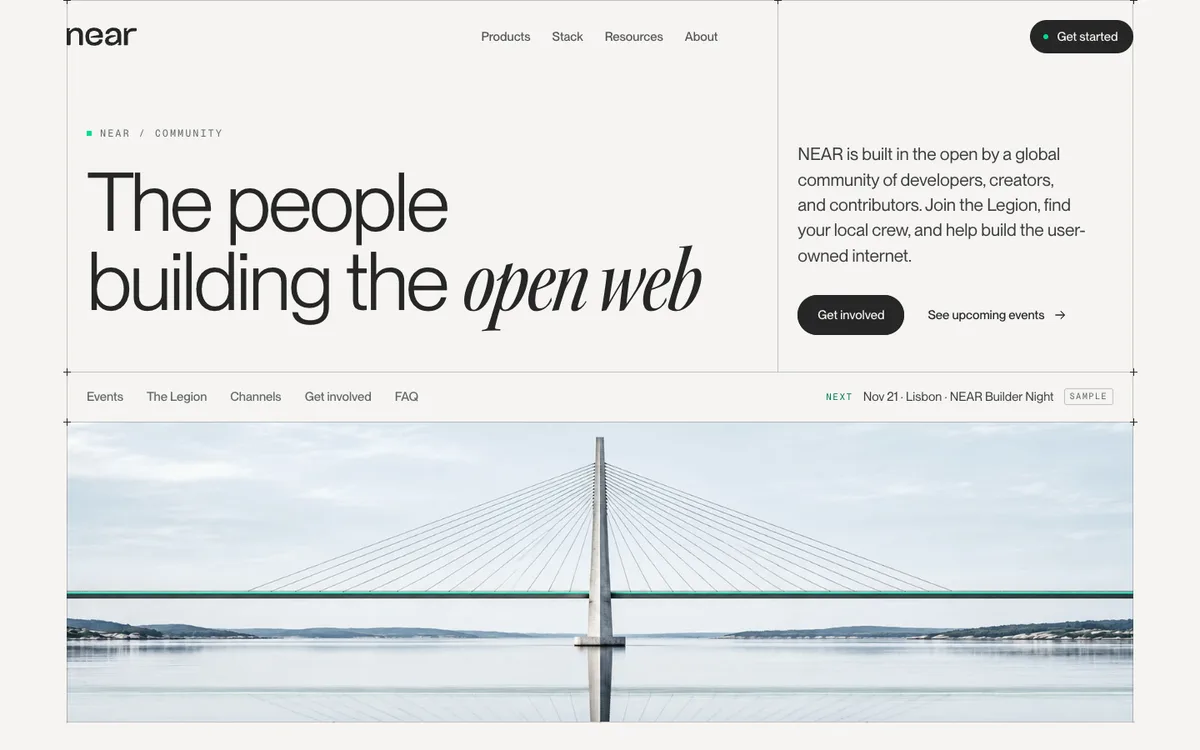 near
Products Stack Resources About
Get started
NEAR / COMMUNITY
The people
building the open web
NEAR is built in the open by a global
community of developers, creators,
and contributors. Join the Legion, find
your local crew, and help build the user-
owned internet.
Get involved
See upcoming events →
Events The Legion Channels Get involved FAQ
NEXT Nov 21 · Lisbon · NEAR Builder Night SAMPLE